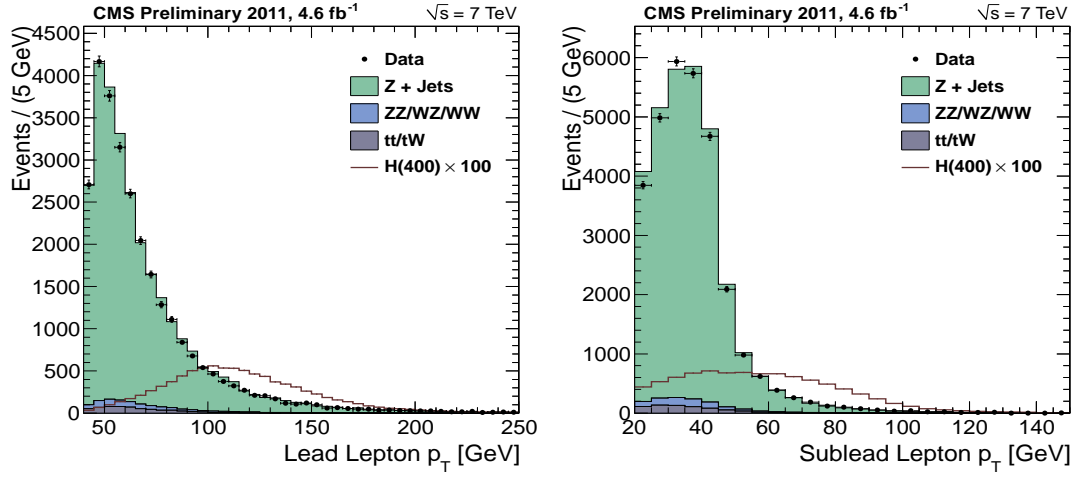 CMS Preliminary 2011, 4.6 fb⁻¹ √s = 7 TeV
Events / (5 GeV)
4500
4000
3500
3000
2500
2000
1500
1000
500
0
Data
Z + Jets
ZZ/WZ/WW
tt/tW
H(400) × 100
50 100 150 200 250
Lead Lepton p_T [GeV]
CMS Preliminary 2011, 4.6 fb⁻¹ √s = 7 TeV
Events / (5 GeV)
6000
5000
4000
3000
2000
1000
0
Data
Z + Jets
ZZ/WZ/WW
tt/tW
H(400) × 100
20 40 60 80 100 120 140
Sublead Lepton p_T [GeV]